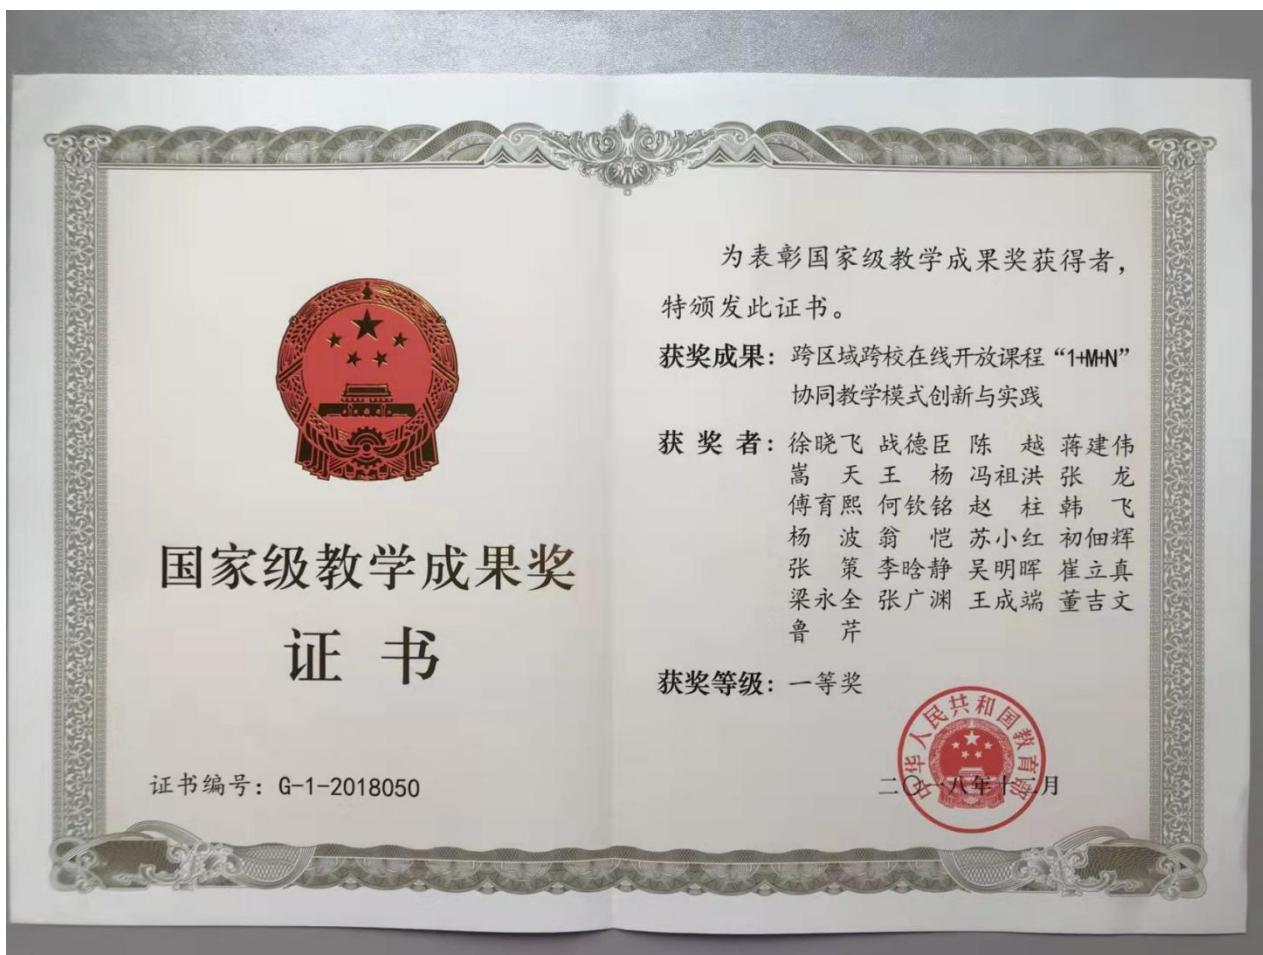 国家级教学成果奖
证书
证书编号：G-1-2018050
为表彰国家级教学成果奖获得者，
特颁发此证书。
获奖成果：跨区域跨校在线开放课程“1+M+N”
协同教学模式创新与实践
获奖者：徐晓飞 战德臣 陈越 蒋建伟
嵩天 王杨 冯祖洪 张龙
傅育熙 何钦铭 赵柱 韩飞
杨波 翁恺 苏小红 初佃辉
张策 李晗静 吴明晖 崔立真
梁永全 张广渊 王成端 董吉文
鲁芹
获奖等级：一等奖
中华人民共和国教育部
二〇一八年十二月